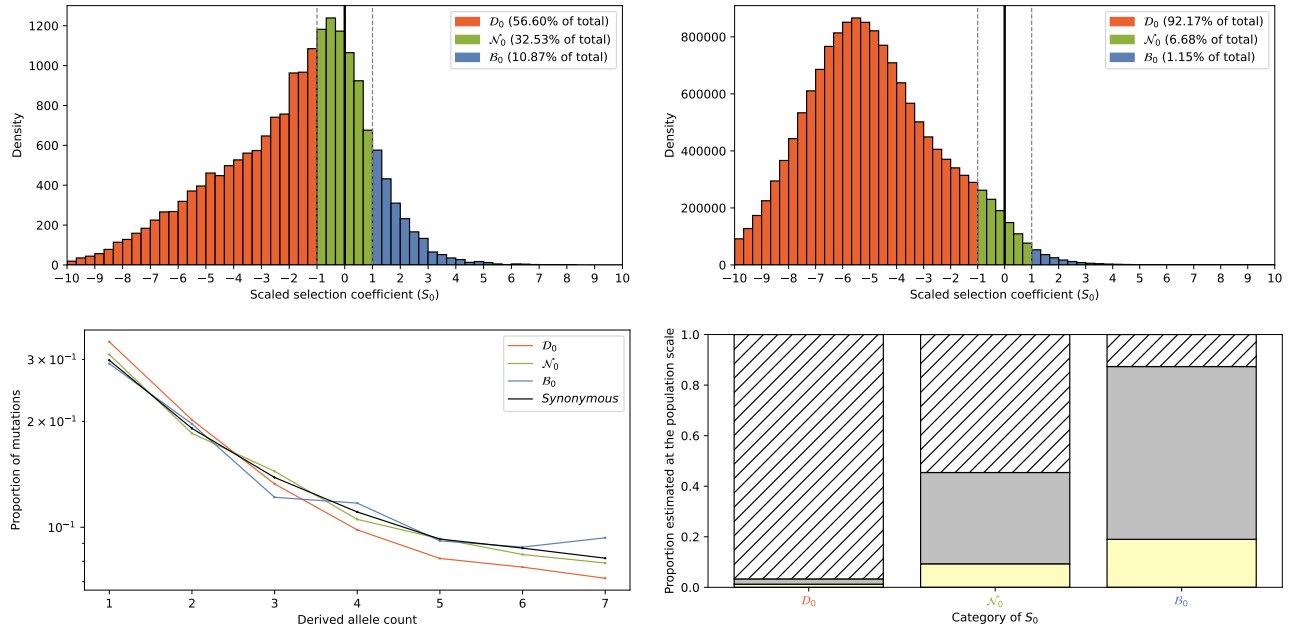 1200
1000
800
600
400
200
0
Density
−10 −9 −8 −7 −6 −5 −4 −3 −2 −1 0 1 2 3 4 5 6 7 8 9 10
Scaled selection coefficient (S₀)
𝒟₀ (56.60% of total)
𝒩₀ (32.53% of total)
ℬ₀ (10.87% of total)
800000
600000
400000
200000
0
Density
−10 −9 −8 −7 −6 −5 −4 −3 −2 −1 0 1 2 3 4 5 6 7 8 9 10
Scaled selection coefficient (S₀)
𝒟₀ (92.17% of total)
𝒩₀ (6.68% of total)
ℬ₀ (1.15% of total)
3 × 10⁻¹
2 × 10⁻¹
10⁻¹
Proportion of mutations
1 2 3 4 5 6 7
Derived allele count
𝒟₀
𝒩₀
ℬ₀
Synonymous
1.0
0.8
0.6
0.4
0.2
0.0
Proportion estimated at the population scale
𝒟₀ 𝒩₀ ℬ₀
Category of S₀